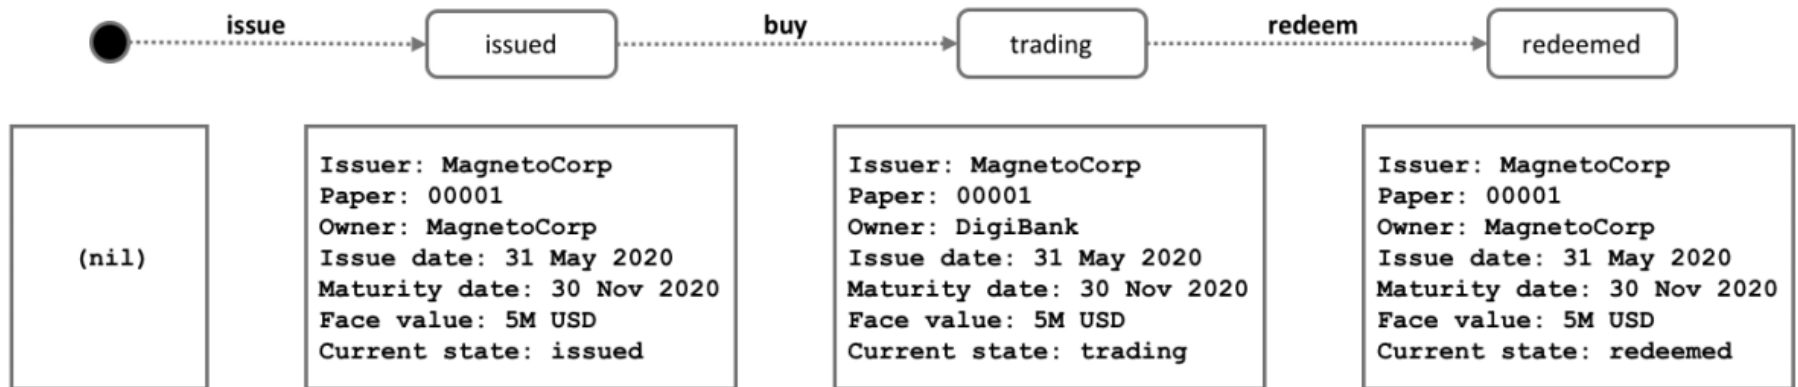 issue
buy
redeem
issued
trading
redeemed
(nil)
Issuer: MagnetoCorp
Paper: 00001
Owner: MagnetoCorp
Issue date: 31 May 2020
Maturity date: 30 Nov 2020
Face value: 5M USD
Current state: issued
Issuer: MagnetoCorp
Paper: 00001
Owner: DigiBank
Issue date: 31 May 2020
Maturity date: 30 Nov 2020
Face value: 5M USD
Current state: trading
Issuer: MagnetoCorp
Paper: 00001
Owner: MagnetoCorp
Issue date: 31 May 2020
Maturity date: 30 Nov 2020
Face value: 5M USD
Current state: redeemed